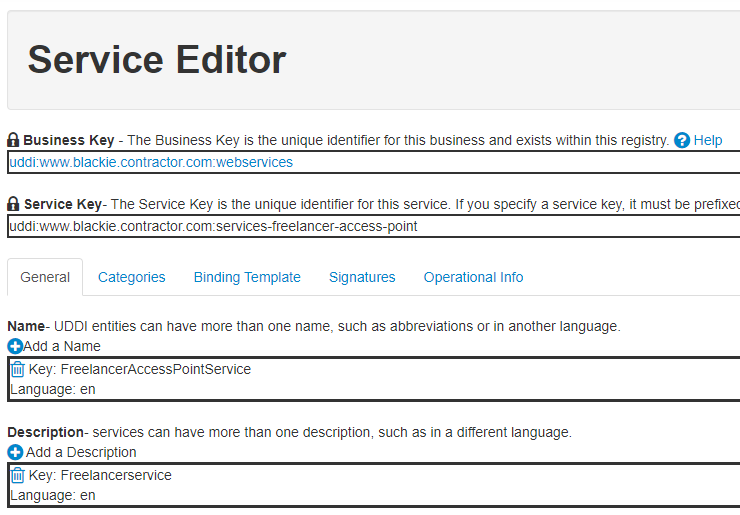 Service Editor
Business Key - The Business Key is the unique identifier for this business and exists within this registry. ? Help
uddi:www.blackie.contractor.com:webservices
Service Key- The Service Key is the unique identifier for this service. If you specify a service key, it must be prefixed
uddi:www.blackie.contractor.com:services-freelancer-access-point
General Categories Binding Template Signatures Operational Info
Name- UDDI entities can have more than one name, such as abbreviations or in another language.
Add a Name
Key: FreelancerAccessPointService
Language: en
Description- services can have more than one description, such as in a different language.
Add a Description
Key: Freelancerservice
Language: en